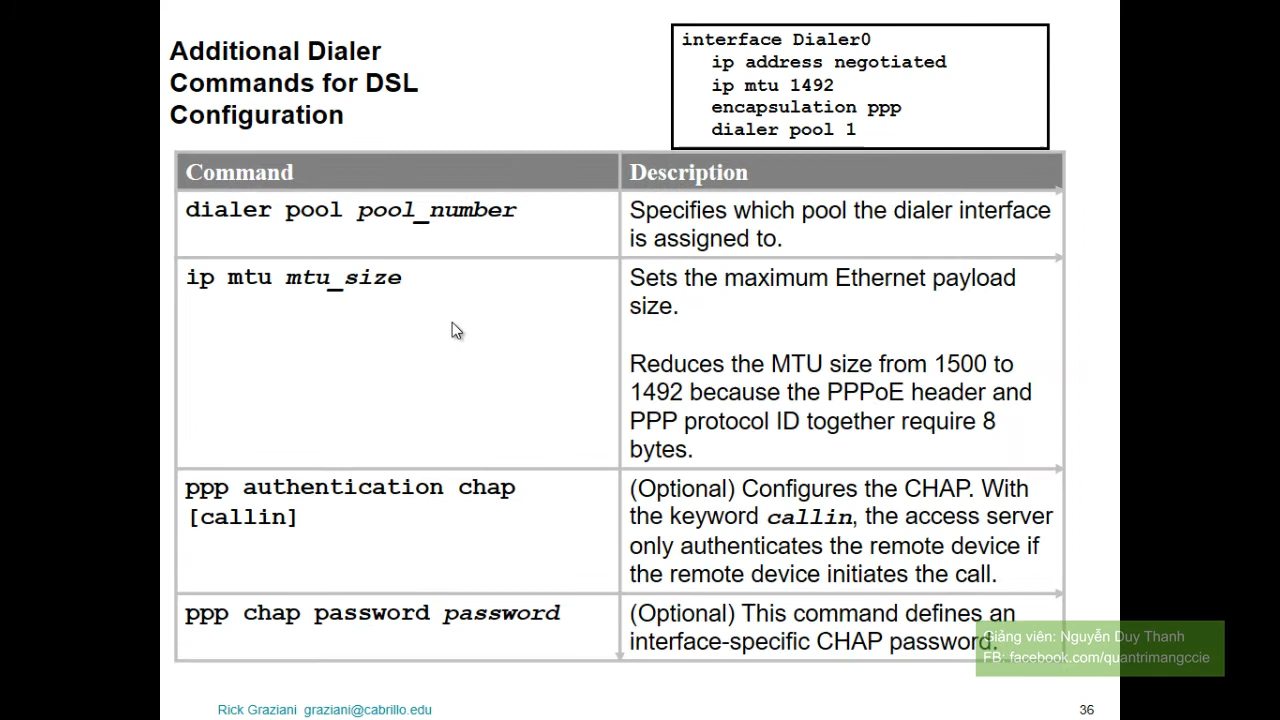 Additional Dialer
Commands for DSL
Configuration
interface Dialer0
ip address negotiated
ip mtu 1492
encapsulation ppp
dialer pool 1
Command
Description
dialer pool pool_number
Specifies which pool the dialer interface
is assigned to.
ip mtu mtu_size
Sets the maximum Ethernet payload
size.
Reduces the MTU size from 1500 to
1492 because the PPPoE header and
PPP protocol ID together require 8
bytes.
ppp authentication chap
[callin]
(Optional) Configures the CHAP. With
the keyword callin, the access server
only authenticates the remote device if
the remote device initiates the call.
ppp chap password password
(Optional) This command defines an
interface-specific CHAP password.
Giảng viên: Nguyễn Duy Thanh
FB: facebook.com/quantrimangccie
Rick Graziani graziani@cabrillo.edu
36